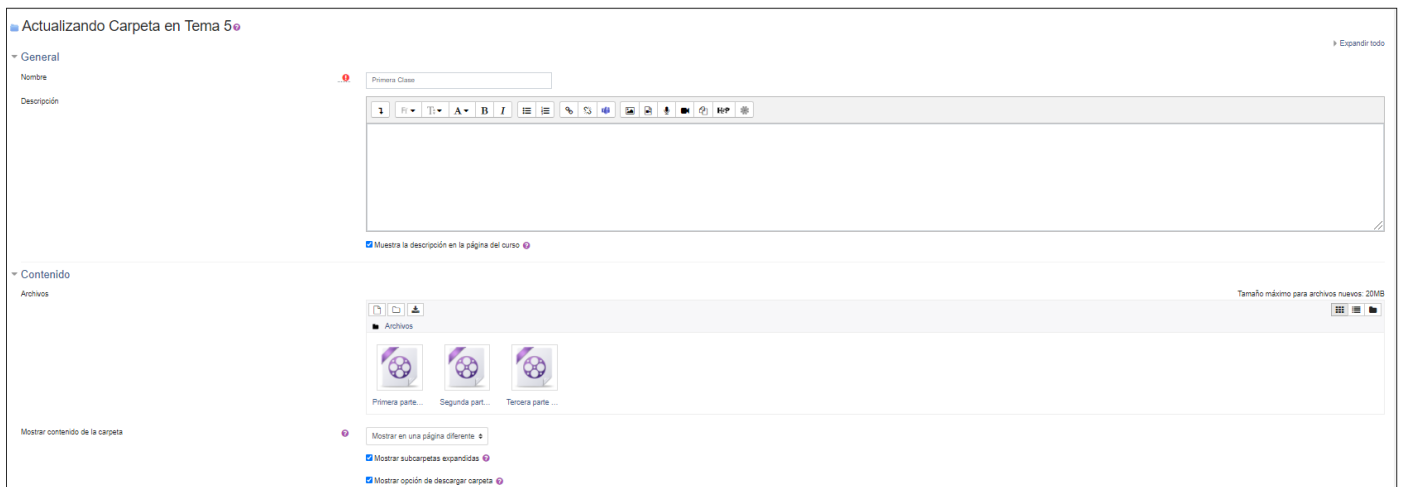 Actualizando Carpeta en Tema 5
Expandir todo
General
Nombre
Primera Clase
Descripción
B I
H-P
Muestra la descripción en la página del curso
Contenido
Archivos
Tamaño máximo para archivos nuevos: 20MB
Archivos
Primera parte... Segunda part... Tercera parte ...
Mostrar contenido de la carpeta
Mostrar en una página diferente
Mostrar subcarpetas expandidas
Mostrar opción de descargar carpeta